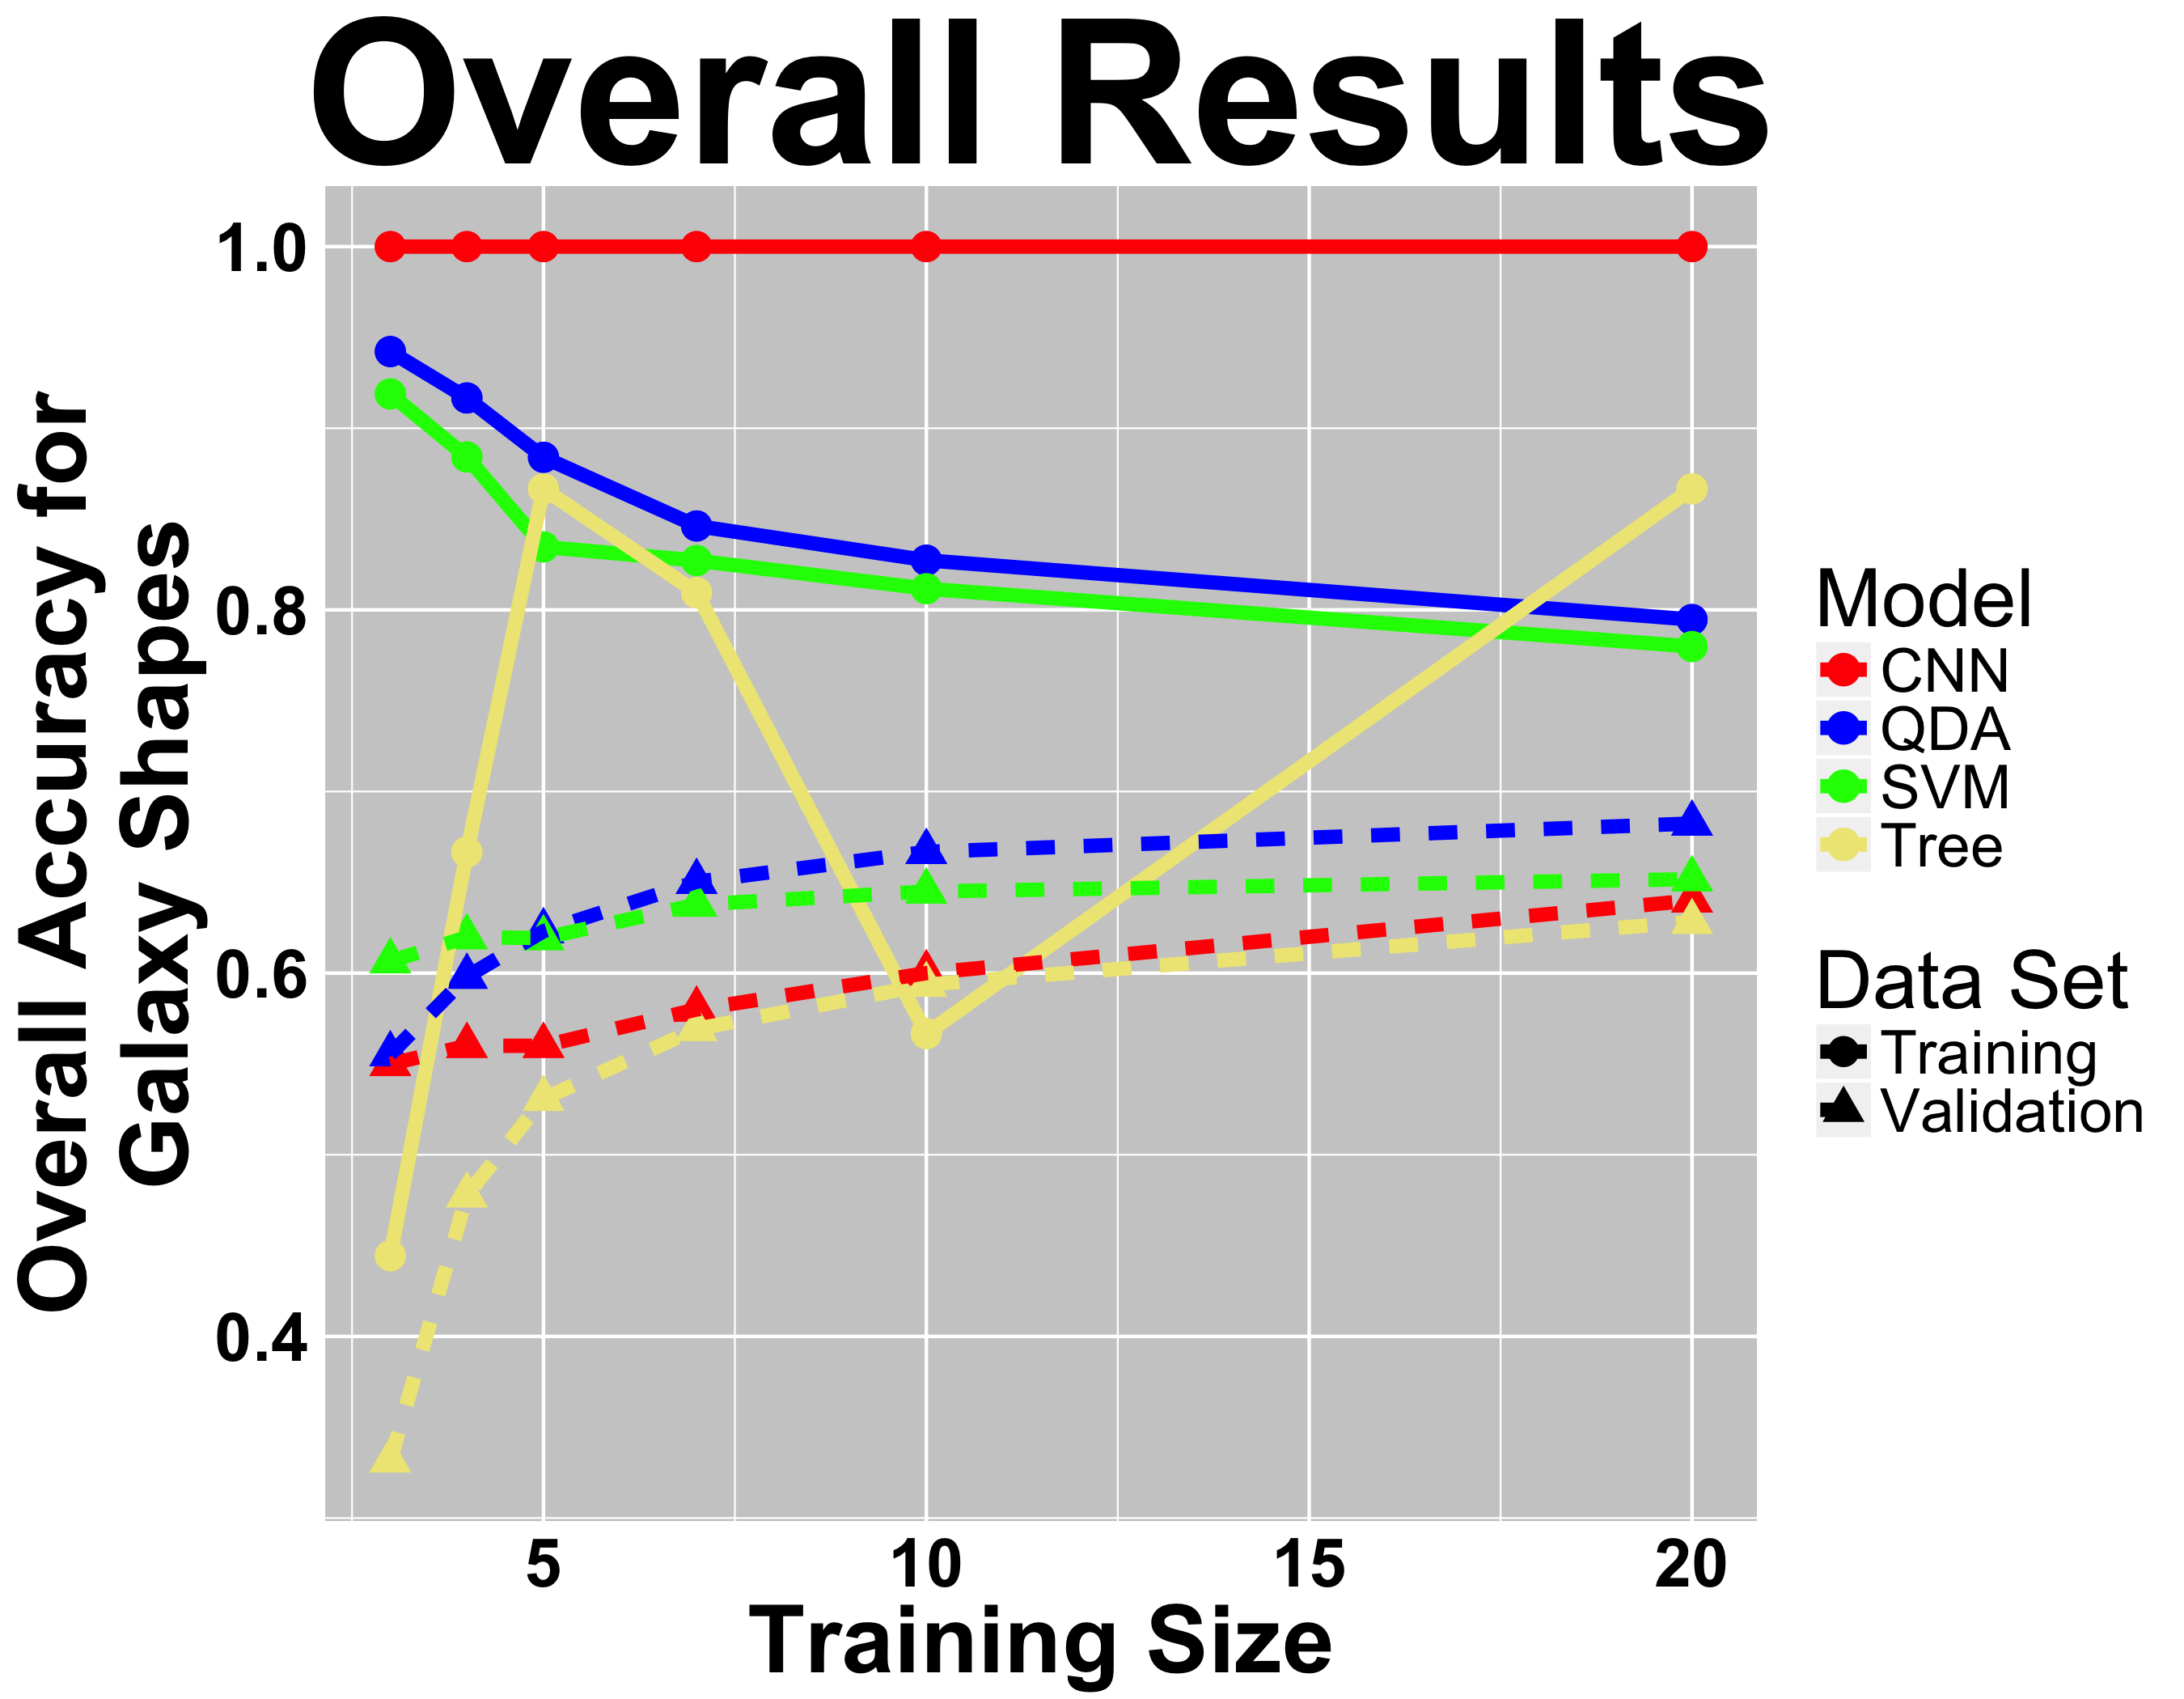 Overall Results
Overall Accuracy for
Galaxy Shapes
1.0
0.8
0.6
0.4
5 10 15 20
Training Size
Model
CNN
QDA
SVM
Tree
Data Set
Training
Validation